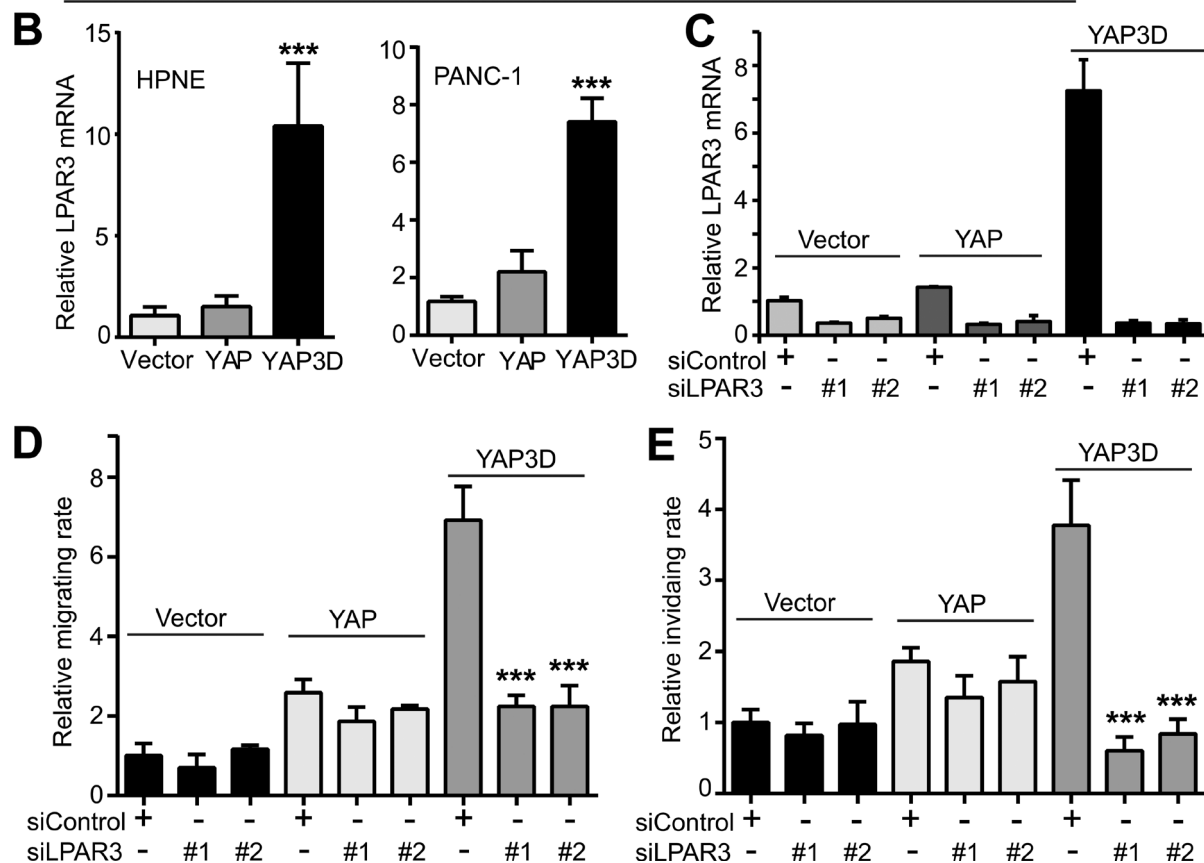 B
Relative LPAR3 mRNA
15
10
5
0
HPNE
***
Vector YAP YAP3D
10
8
6
4
2
0
PANC-1
***
Vector YAP YAP3D
C
Relative LPAR3 mRNA
8
6
4
2
0
Vector
YAP
YAP3D
siControl + - - + - - + - -
siLPAR3 - #1 #2 - #1 #2 - #1 #2
D
Relative migrating rate
8
6
4
2
0
Vector
YAP
YAP3D
*** ***
siControl + - - + - - + - -
siLPAR3 - #1 #2 - #1 #2 - #1 #2
E
Relative invidaing rate
5
4
3
2
1
0
Vector
YAP
YAP3D
*** ***
siControl + - - + - - + - -
siLPAR3 - #1 #2 - #1 #2 - #1 #2